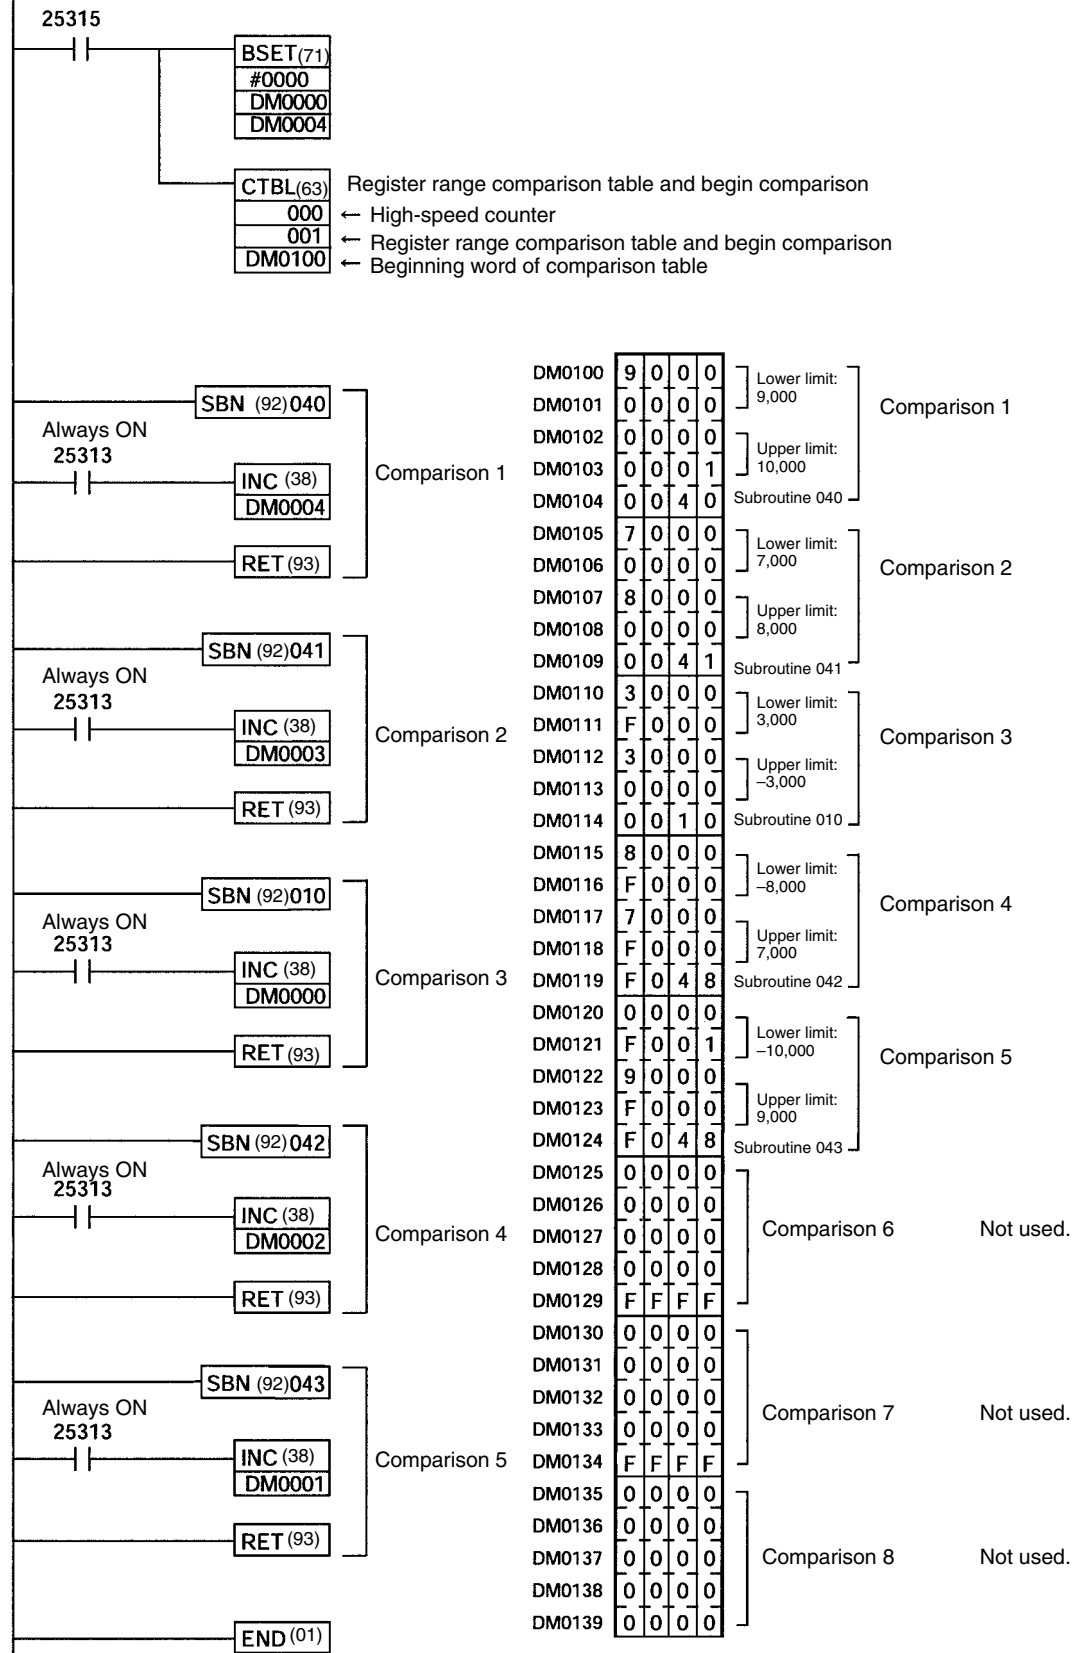 25315
BSET(71)
#0000
DM0000
DM0004
CTBL(63) Register range comparison table and begin comparison
000 ← High-speed counter
001 ← Register range comparison table and begin comparison
DM0100 ← Beginning word of comparison table
SBN (92)040
Always ON
25313
INC (38)
DM0004
RET (93)
Comparison 1
SBN (92)041
Always ON
25313
INC (38)
DM0003
RET (93)
Comparison 2
SBN (92)010
Always ON
25313
INC (38)
DM0000
RET (93)
Comparison 3
SBN (92)042
Always ON
25313
INC (38)
DM0002
RET (93)
Comparison 4
SBN (92)043
Always ON
25313
INC (38)
DM0001
RET (93)
Comparison 5
END (01)
DM0100 9 0 0 0
DM0101 0 0 0 0
Lower limit:
9,000
DM0102 0 0 0 0
DM0103 0 0 0 1
Upper limit:
10,000
DM0104 0 0 4 0 Subroutine 040
Comparison 1
DM0105 7 0 0 0
DM0106 0 0 0 0
Lower limit:
7,000
DM0107 8 0 0 0
DM0108 0 0 0 0
Upper limit:
8,000
DM0109 0 0 4 1 Subroutine 041
Comparison 2
DM0110 3 0 0 0
DM0111 F 0 0 0
Lower limit:
3,000
DM0112 3 0 0 0
DM0113 0 0 0 0
Upper limit:
–3,000
DM0114 0 0 1 0 Subroutine 010
Comparison 3
DM0115 8 0 0 0
DM0116 F 0 0 0
Lower limit:
–8,000
DM0117 7 0 0 0
DM0118 F 0 0 0
Upper limit:
7,000
DM0119 F 0 4 8 Subroutine 042
Comparison 4
DM0120 0 0 0 0
DM0121 F 0 0 1
Lower limit:
–10,000
DM0122 9 0 0 0
DM0123 F 0 0 0
Upper limit:
9,000
DM0124 F 0 4 8 Subroutine 043
Comparison 5
DM0125 0 0 0 0
DM0126 0 0 0 0
DM0127 0 0 0 0
DM0128 0 0 0 0
DM0129 F F F F
Comparison 6 Not used.
DM0130 0 0 0 0
DM0131 0 0 0 0
DM0132 0 0 0 0
DM0133 0 0 0 0
DM0134 F F F F
Comparison 7 Not used.
DM0135 0 0 0 0
DM0136 0 0 0 0
DM0137 0 0 0 0
DM0138 0 0 0 0
DM0139 0 0 0 0
Comparison 8 Not used.